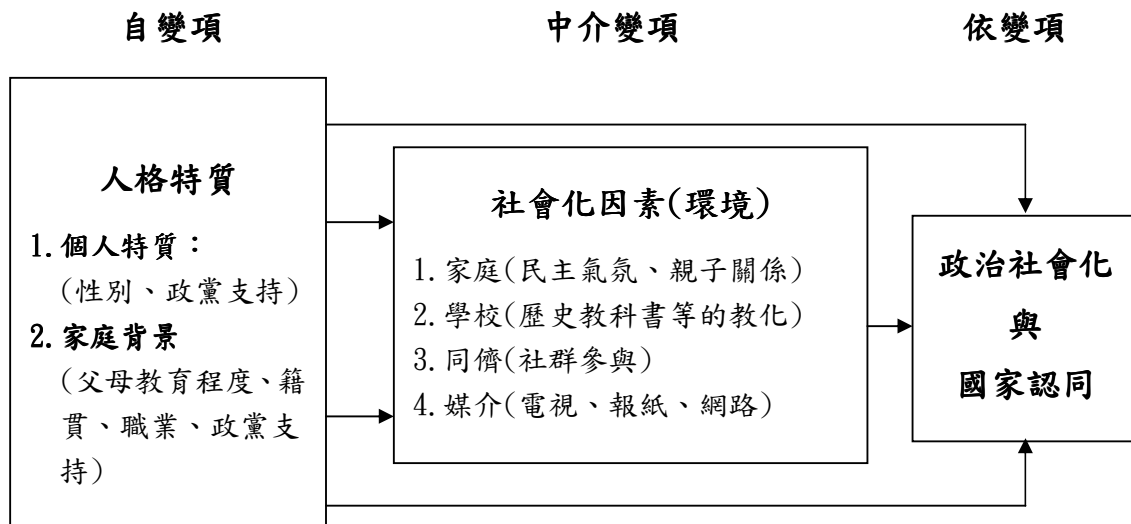 自變項
中介變項
依變項
人格特質
1.個人特質：
(性別、政黨支持)
2.家庭背景
(父母教育程度、籍
貫、職業、政黨支
持)
社會化因素(環境)
1.家庭(民主氣氛、親子關係)
2.學校(歷史教科書等的教化)
3.同儕(社群參與)
4.媒介(電視、報紙、網路)
政治社會化
與
國家認同